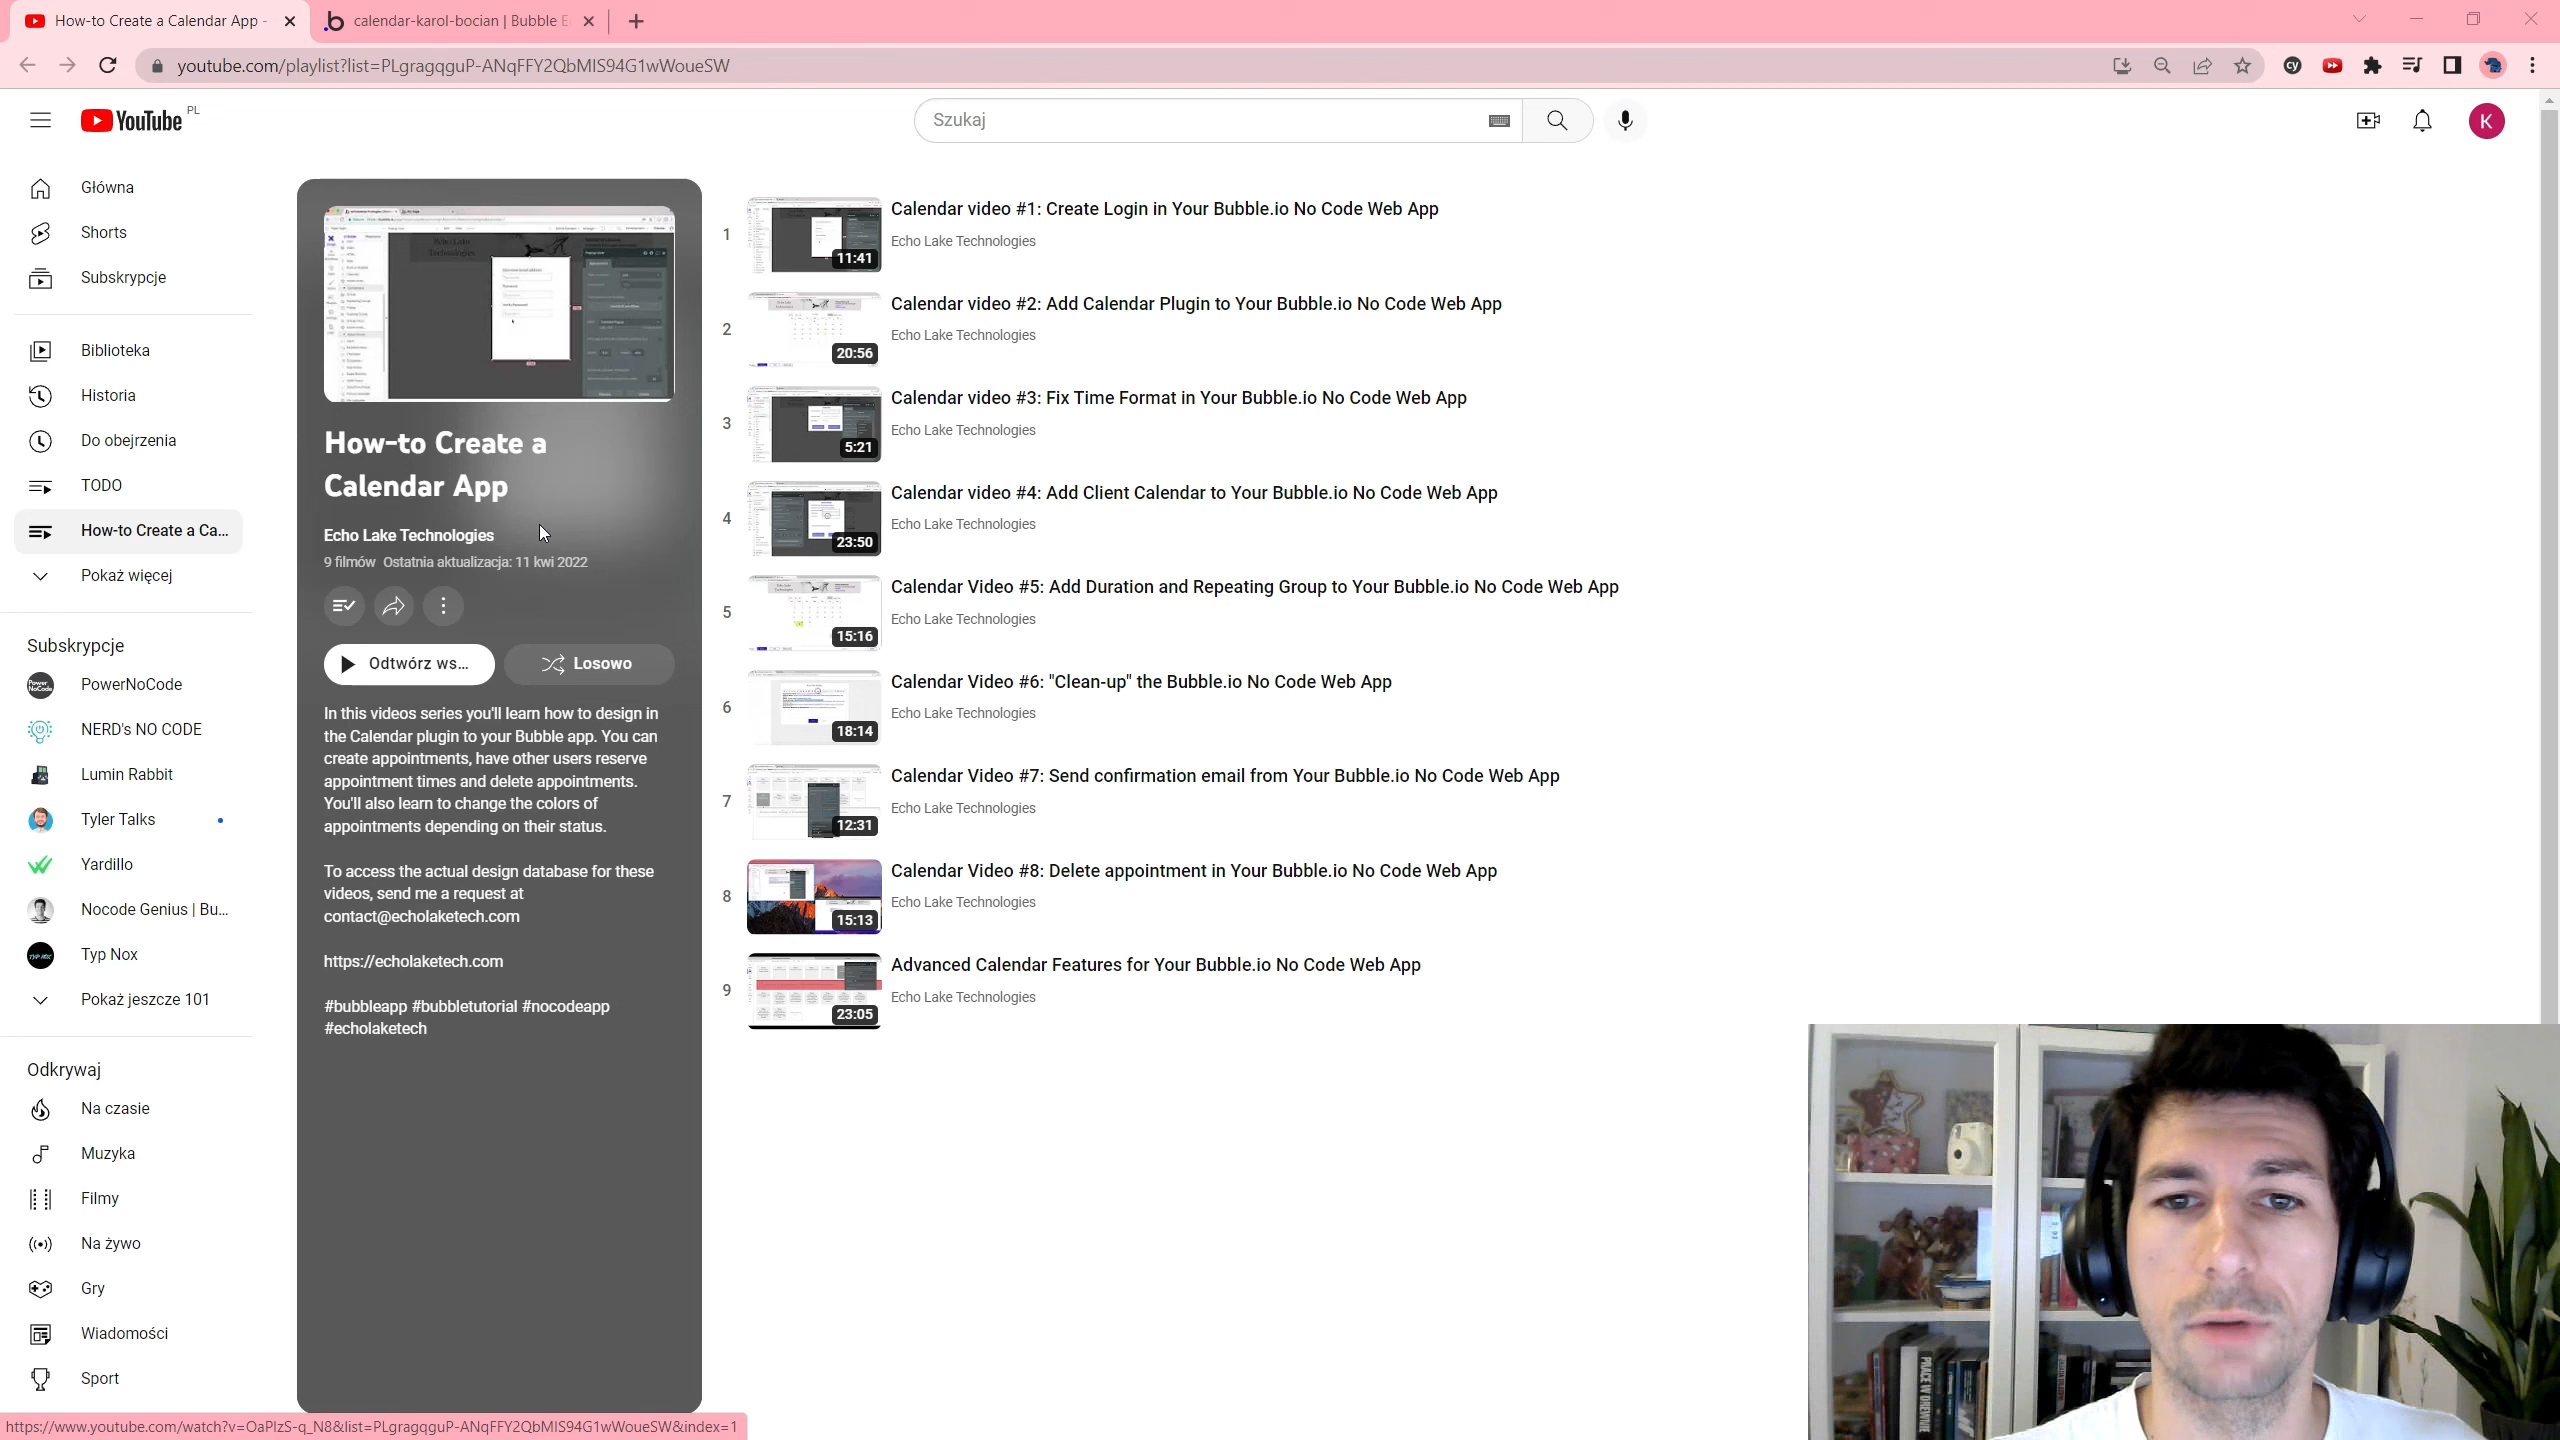 How-to Create a Calendar App -
calendar-karol-bocian | Bubble E
youtube.com/playlist?list=PLgragqguP-ANqFFY2QbMIS94G1wWoueSW
YouTube PL
Szukaj
K
Główna
Shorts
Subskrypcje
Biblioteka
Historia
Do obejrzenia
TODO
How-to Create a Ca...
Pokaż więcej
Subskrypcje
PowerNoCode
NERD's NO CODE
Lumin Rabbit
Tyler Talks
Yardillo
Nocode Genius | Bu...
Typ Nox
Pokaż jeszcze 101
Odkrywaj
Na czasie
Muzyka
Filmy
Na żywo
Gry
Wiadomości
Sport
How-to Create a
Calendar App
Echo Lake Technologies
9 filmów Ostatnia aktualizacja: 11 kwi 2022
Odtwórz ws...
Losowo
In this videos series you'll learn how to design in
the Calendar plugin to your Bubble app. You can
create appointments, have other users reserve
appointment times and delete appointments.
You'll also learn to change the colors of
appointments depending on their status.
To access the actual design database for these
videos, send me a request at
contact@echolaketech.com
https://echolaketech.com
#bubbleapp #bubbletutorial #nocodeapp
#echolaketech
1
11:41
Calendar video #1: Create Login in Your Bubble.io No Code Web App
Echo Lake Technologies
2
20:56
Calendar video #2: Add Calendar Plugin to Your Bubble.io No Code Web App
Echo Lake Technologies
3
5:21
Calendar video #3: Fix Time Format in Your Bubble.io No Code Web App
Echo Lake Technologies
4
23:50
Calendar video #4: Add Client Calendar to Your Bubble.io No Code Web App
Echo Lake Technologies
5
15:16
Calendar Video #5: Add Duration and Repeating Group to Your Bubble.io No Code Web App
Echo Lake Technologies
6
18:14
Calendar Video #6: "Clean-up" the Bubble.io No Code Web App
Echo Lake Technologies
7
12:31
Calendar Video #7: Send confirmation email from Your Bubble.io No Code Web App
Echo Lake Technologies
8
15:13
Calendar Video #8: Delete appointment in Your Bubble.io No Code Web App
Echo Lake Technologies
9
23:05
Advanced Calendar Features for Your Bubble.io No Code Web App
Echo Lake Technologies
PRACE W DREWNIE
https://www.youtube.com/watch?v=OaPlzS-q_N8&list=PLgragqguP-ANqFFY2QbMIS94G1wWoueSW&index=1